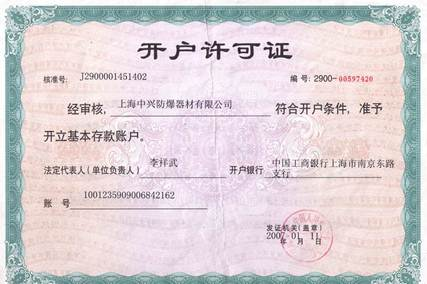 开户许可证
核准号: J2900001451402 编号: 2900-00597420
经审核, 上海中兴防爆器材有限公司 符合开户条件, 准予
开立基本存款账户。
法定代表人(单位负责人) 李祥武 开户银行 中国工商银行上海市南京东路
支行
账号 1001235909006842162
发证机关(盖章)
2007 01 11